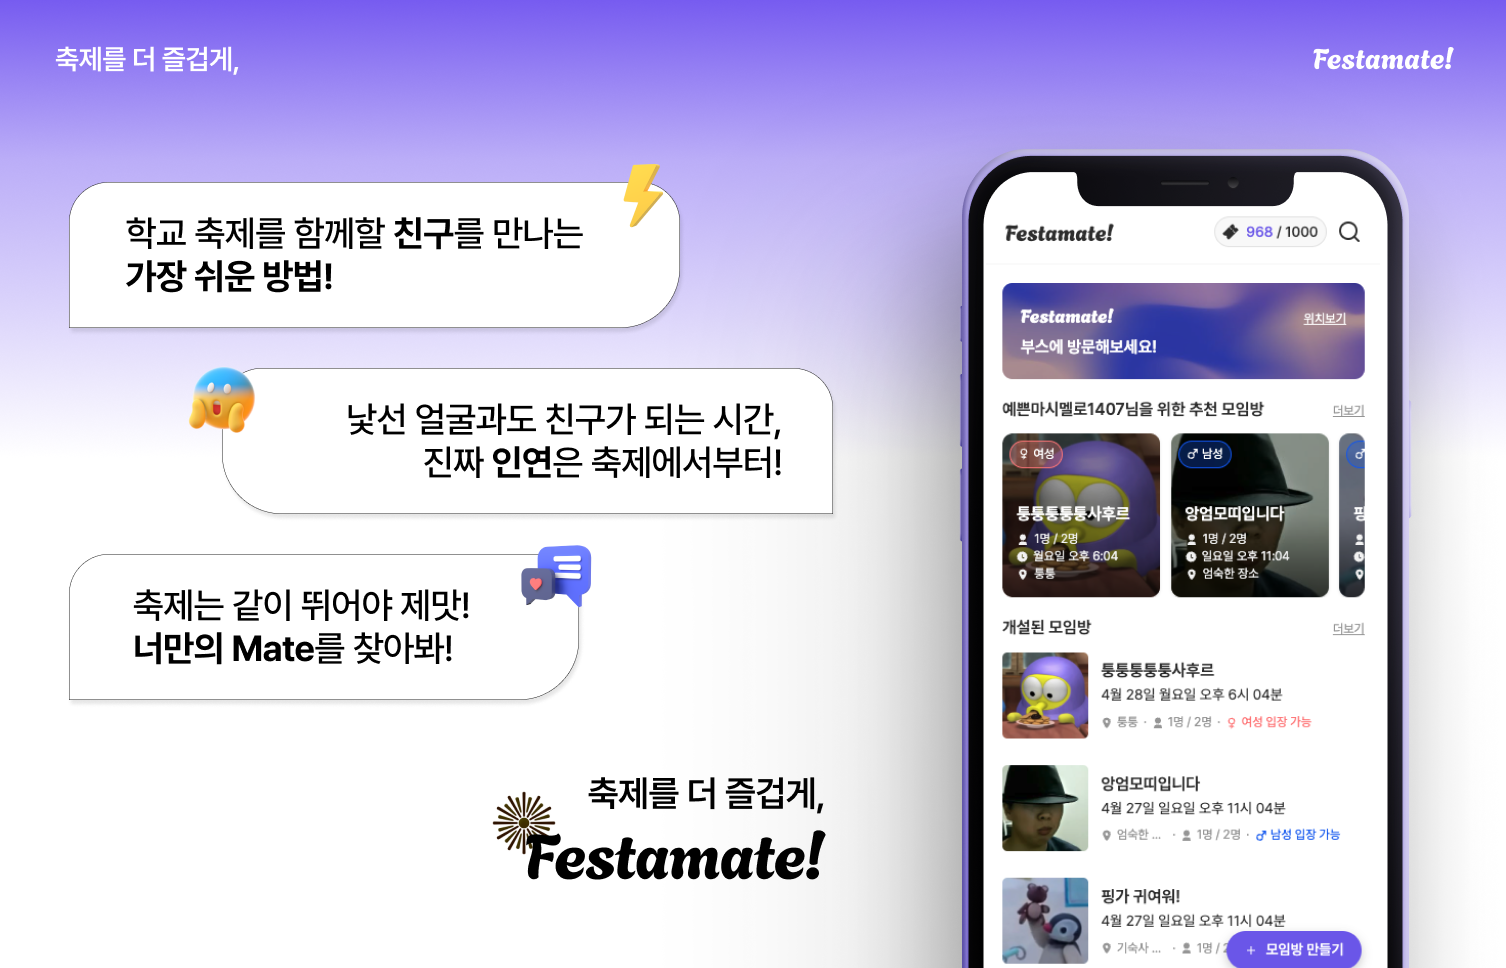 축제를 더 즐겁게,
Festamate!
학교 축제를 함께할 친구를 만나는
가장 쉬운 방법!
낯선 얼굴과도 친구가 되는 시간,
진짜 인연은 축제에서부터!
축제는 같이 뛰어야 제맛!
너만의 Mate를 찾아봐!
축제를 더 즐겁게,
Festamate!
Festamate!
968 / 1000
Festamate!
위치보기
부스에 방문해보세요!
예쁜마시멜로1407님을 위한 추천 모임방
더보기
여성
퉁퉁퉁퉁퉁사후르
1명 / 2명
월요일 오후 6:04
퉁퉁
남성
앙엄모띠입니다
1명 / 2명
일요일 오후 11:04
엄숙한 장소
개설된 모임방
더보기
퉁퉁퉁퉁퉁사후르
4월 28일 월요일 오후 6시 04분
퉁퉁 · 1명 / 2명 · 여성 입장 가능
앙엄모띠입니다
4월 27일 일요일 오후 11시 04분
엄숙한 ... · 1명 / 2명 · 남성 입장 가능
핑가 귀여워!
4월 27일 일요일 오후 11시 04분
기숙사 ... · 1명 / 2
+ 모임방 만들기